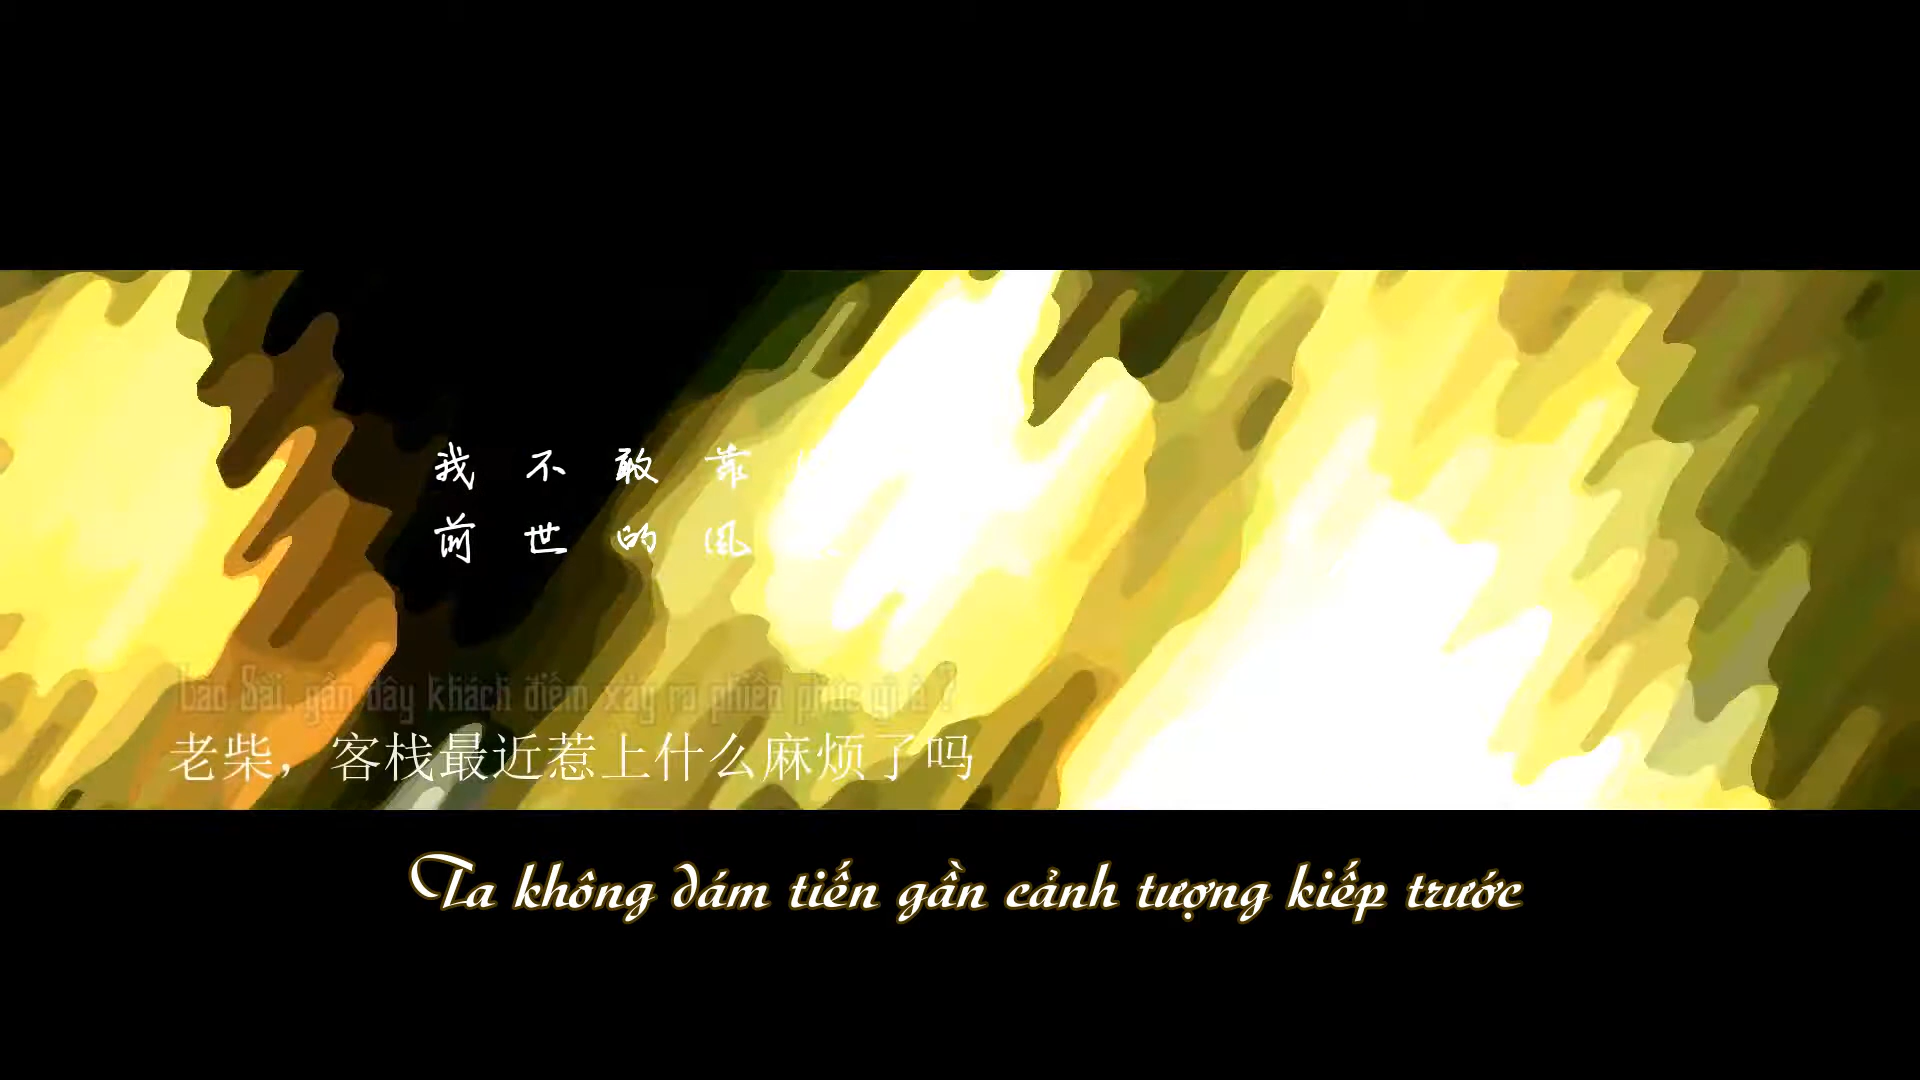 我不敢靠
前世的风
Lão Sài, gần đây khách điếm xảy ra phiền phức gì à ?
老柴，客栈最近惹上什么麻烦了吗
Ta không dám tiến gần cảnh tượng kiếp trước